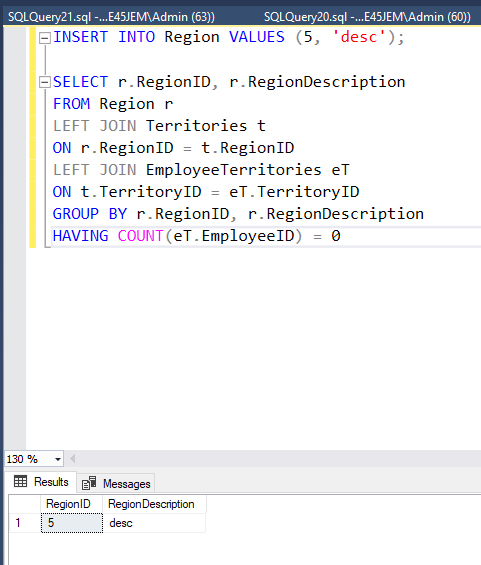 SQLQuery21.sql -...E45JEM\Admin (63)) SQLQuery20.sql -...E45JEM\Admin (60))
INSERT INTO Region VALUES (5, 'desc');
SELECT r.RegionID, r.RegionDescription
FROM Region r
LEFT JOIN Territories t
ON r.RegionID = t.RegionID
LEFT JOIN EmployeeTerritories eT
ON t.TerritoryID = eT.TerritoryID
GROUP BY r.RegionID, r.RegionDescription
HAVING COUNT(eT.EmployeeID) = 0
130 %
Results Messages
RegionID RegionDescription
1 5 desc